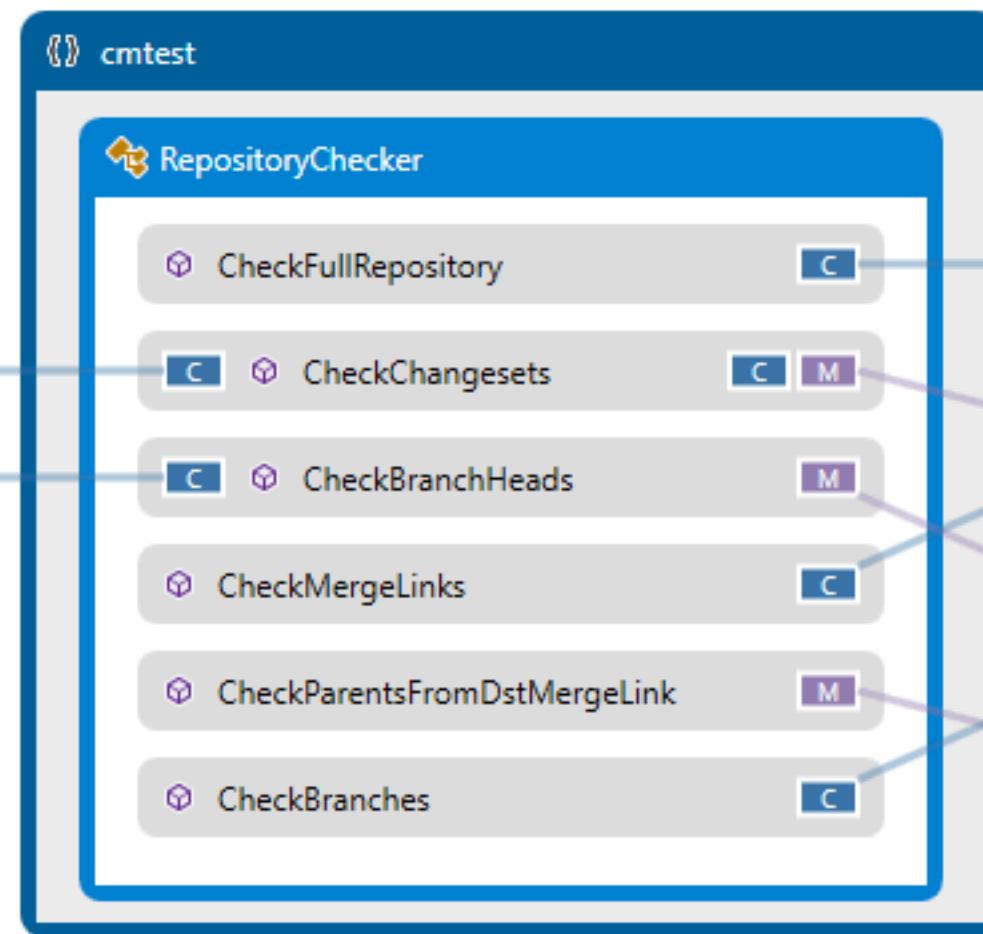 cmtest
RepositoryChecker
CheckFullRepository C
C CheckChangesets C M
C CheckBranchHeads M
CheckMergeLinks C
CheckParentsFromDstMergeLink M
CheckBranches C